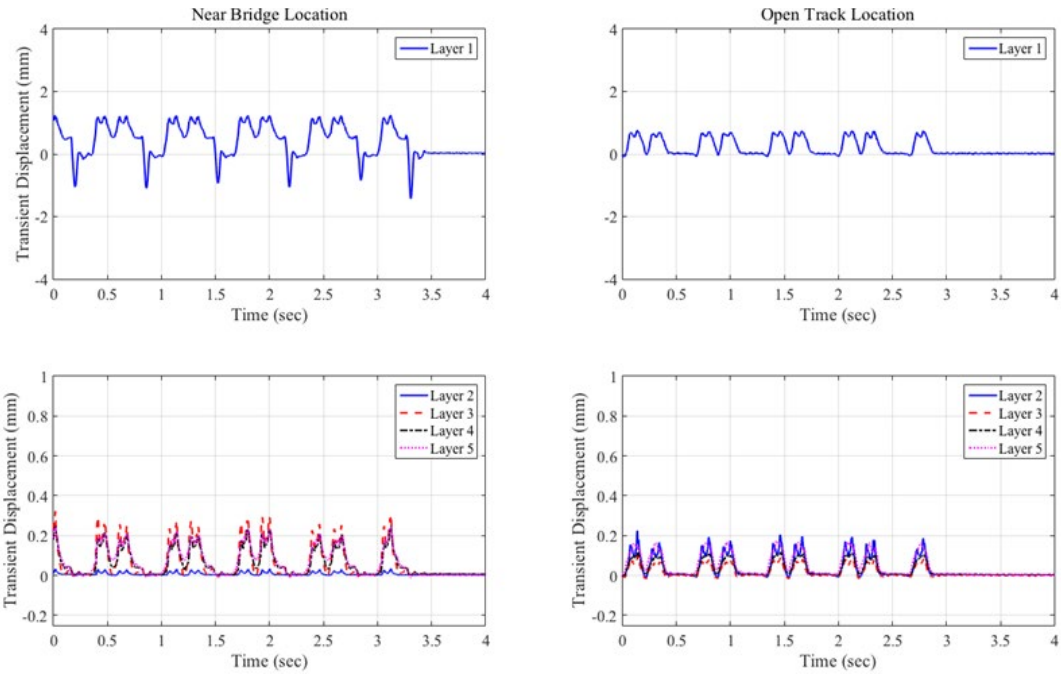 Near Bridge Location
Transient Displacement (mm)
4
2
0
-2
-4
Layer 1
0 0.5 1 1.5 2 2.5 3 3.5 4
Time (sec)
Open Track Location
4
2
0
-2
-4
Layer 1
0 0.5 1 1.5 2 2.5 3 3.5 4
Time (sec)
Transient Displacement (mm)
1
0.8
0.6
0.4
0.2
0
-0.2
Layer 2
Layer 3
Layer 4
Layer 5
0 0.5 1 1.5 2 2.5 3 3.5 4
Time (sec)
Transient Displacement (mm)
1
0.8
0.6
0.4
0.2
0
-0.2
Layer 2
Layer 3
Layer 4
Layer 5
0 0.5 1 1.5 2 2.5 3 3.5 4
Time (sec)